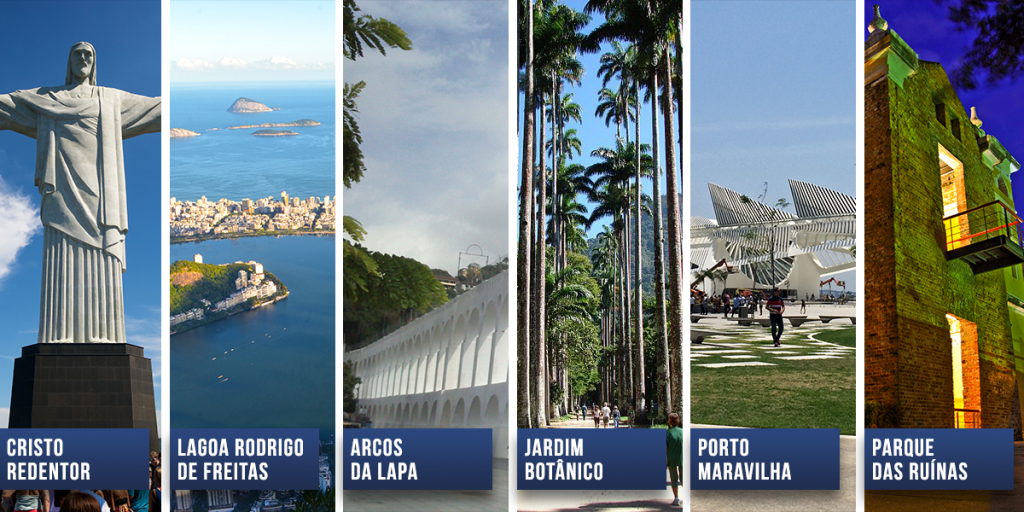 CRISTO
REDENTOR
LAGOA RODRIGO
DE FREITAS
ARCOS
DA LAPA
JARDIM
BOTÂNICO
PORTO
MARAVILHA
PARQUE
DAS RUÍNAS